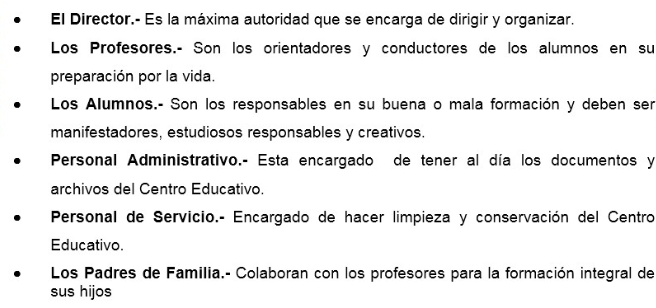 • El Director.- Es la máxima autoridad que se encarga de dirigir y organizar.
• Los Profesores.- Son los orientadores y conductores de los alumnos en su
preparación por la vida.
• Los Alumnos.- Son los responsables en su buena o mala formación y deben ser
manifestadores, estudiosos responsables y creativos.
• Personal Administrativo.- Esta encargado de tener al día los documentos y
archivos del Centro Educativo.
• Personal de Servicio.- Encargado de hacer limpieza y conservación del Centro
Educativo.
• Los Padres de Familia.- Colaboran con los profesores para la formación integral de
sus hijos